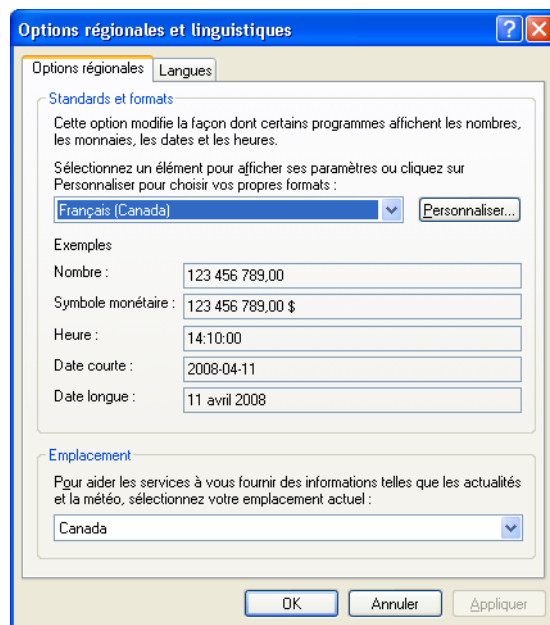 Options régionales et linguistiques
Options régionales
Langues
Standards et formats
Cette option modifie la façon dont certains programmes affichent les nombres,
les monnaies, les dates et les heures.
Sélectionnez un élément pour afficher ses paramètres ou cliquez sur
Personnaliser pour choisir vos propres formats :
Français (Canada)
Personnaliser...
Exemples
Nombre :
123 456 789,00
Symbole monétaire :
123 456 789,00 $
Heure :
14:10:00
Date courte :
2008-04-11
Date longue :
11 avril 2008
Emplacement
Pour aider les services à vous fournir des informations telles que les actualités
et la météo, sélectionnez votre emplacement actuel :
Canada
OK
Annuler
Appliquer